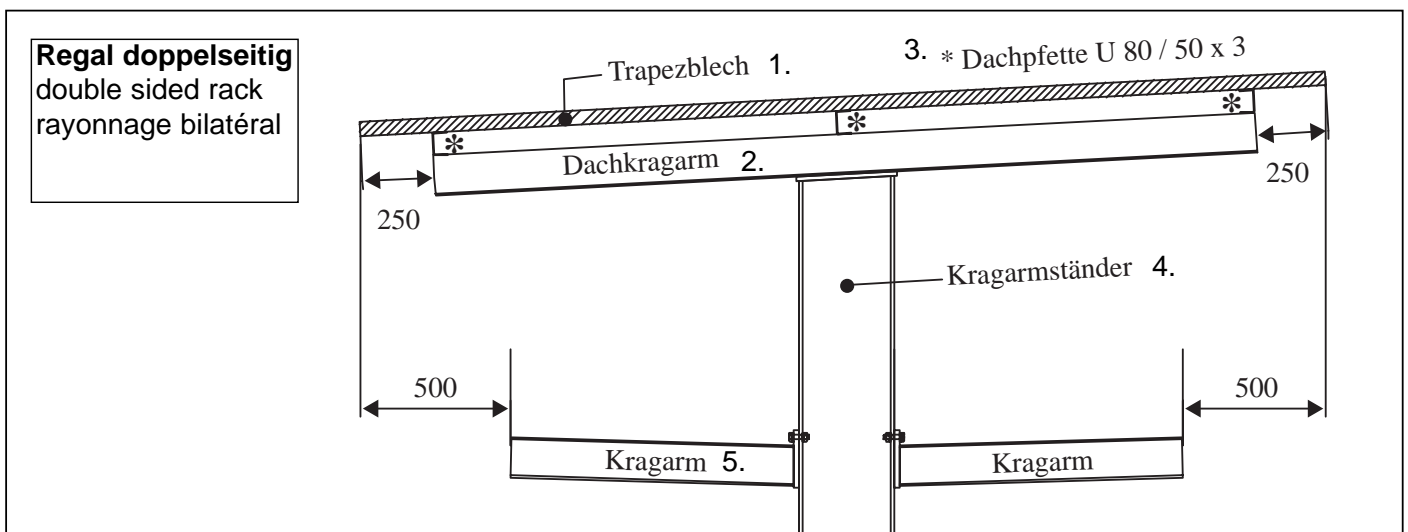 Regal doppelseitig
double sided rack
rayonnage bilatéral
Trapezblech 1.
3. * Dachpfette U 80 / 50 x 3
* * *
Dachkragarm 2.
250
250
Kragarmständer 4.
500
500
Kragarm 5.
Kragarm